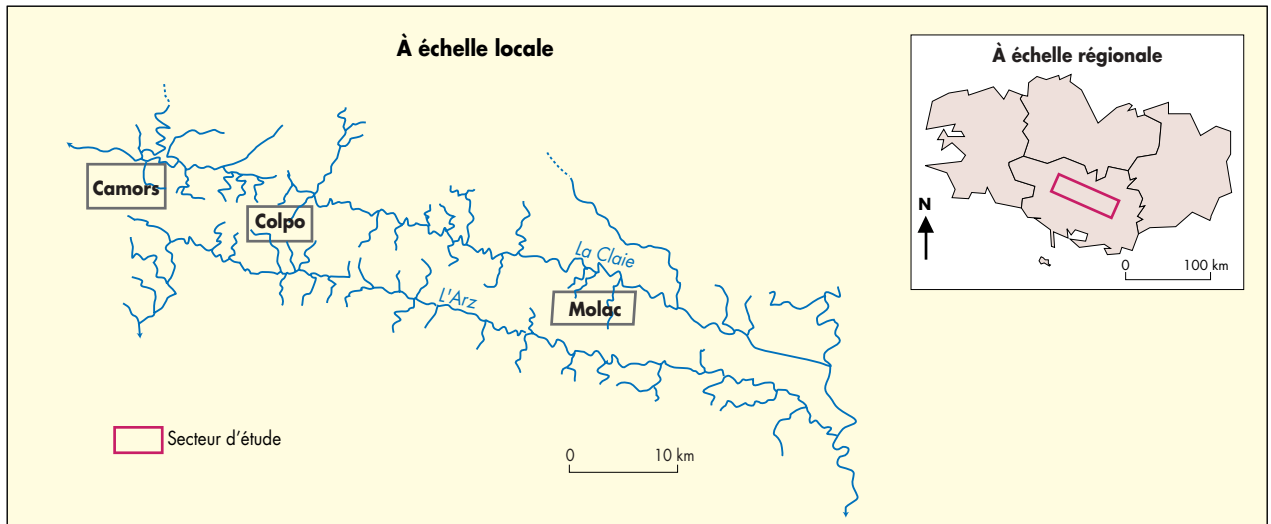 À échelle locale
Camors
Colpo
La Claie
L'Arz
Molac
Secteur d'étude
0 10 km
À échelle régionale
N
0 100 km